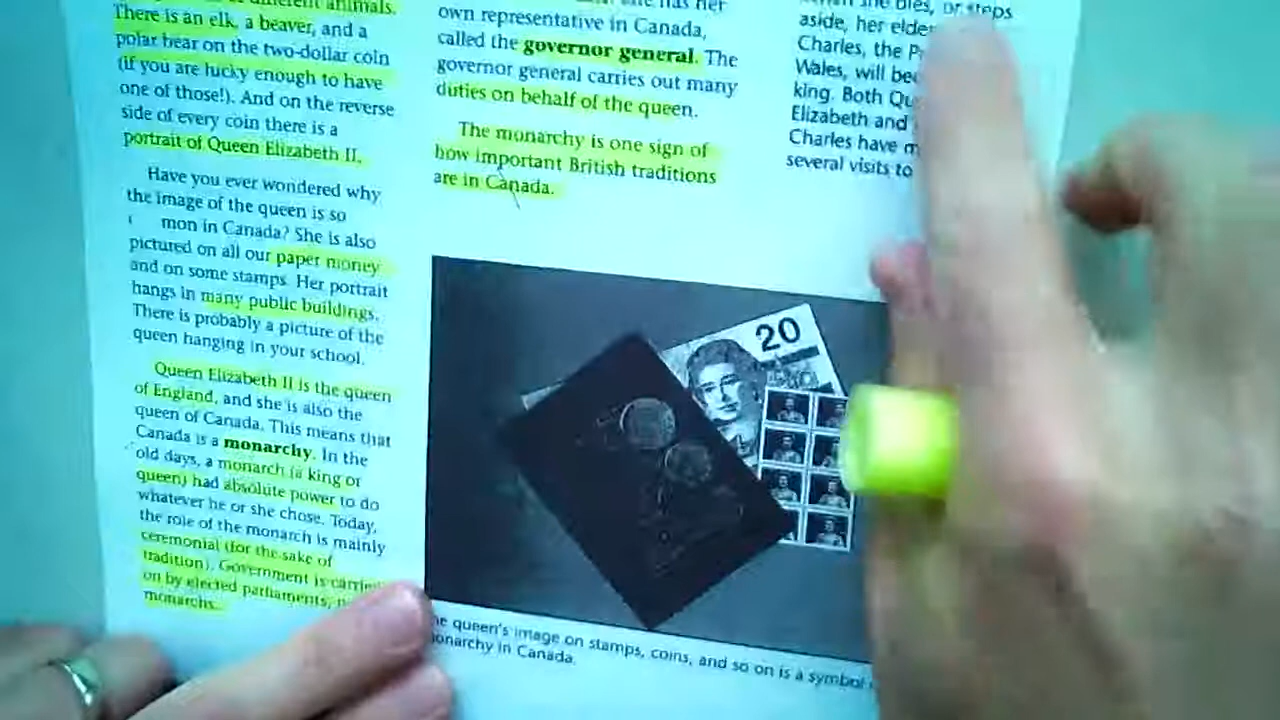 different animals.
There is an elk, a beaver, and a
polar bear on the two-dollar coin
(if you are lucky enough to have
one of those!). And on the reverse
side of every coin there is a
portrait of Queen Elizabeth II.
Have you ever wondered why
the image of the queen is so
mon in Canada? She is also
pictured on all our paper money
and on some stamps. Her portrait
hangs in many public buildings.
There is probably a picture of the
queen hanging in your school.
Queen Elizabeth II is the queen
of England, and she is also the
queen of Canada. This means that
Canada is a monarchy. In the
old days, a monarch (a king or
queen) had absolute power to do
whatever he or she chose. Today,
the role of the monarch is mainly
ceremonial (for the sake of
tradition). Government is carried
on by elected parliaments,
monarchs.
she has her
own representative in Canada,
called the governor general. The
governor general carries out many
duties on behalf of the queen.
The monarchy is one sign of
how important British traditions
are in Canada.
she dies, or steps
aside, her elde
Charles, the P
Wales, will be
king. Both Qu
Elizabeth and
Charles have m
several visits to
20
he queen's image on stamps, coins, and so on is a symbol
onarchy in Canada.